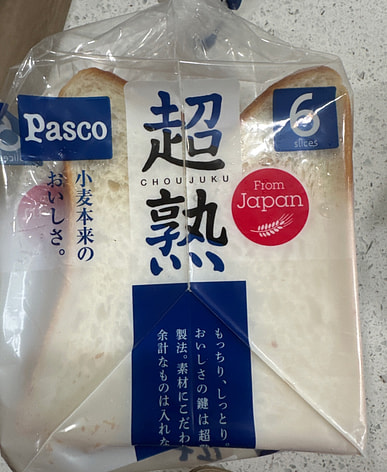 Pasco
超熟
CHOUJUKU
6
slices
小麦本来の
おいしさ。
From
Japan
もっちり、しっとり。
おいしさの鍵は超
製法。素材にこだわ
余計なものは入れな